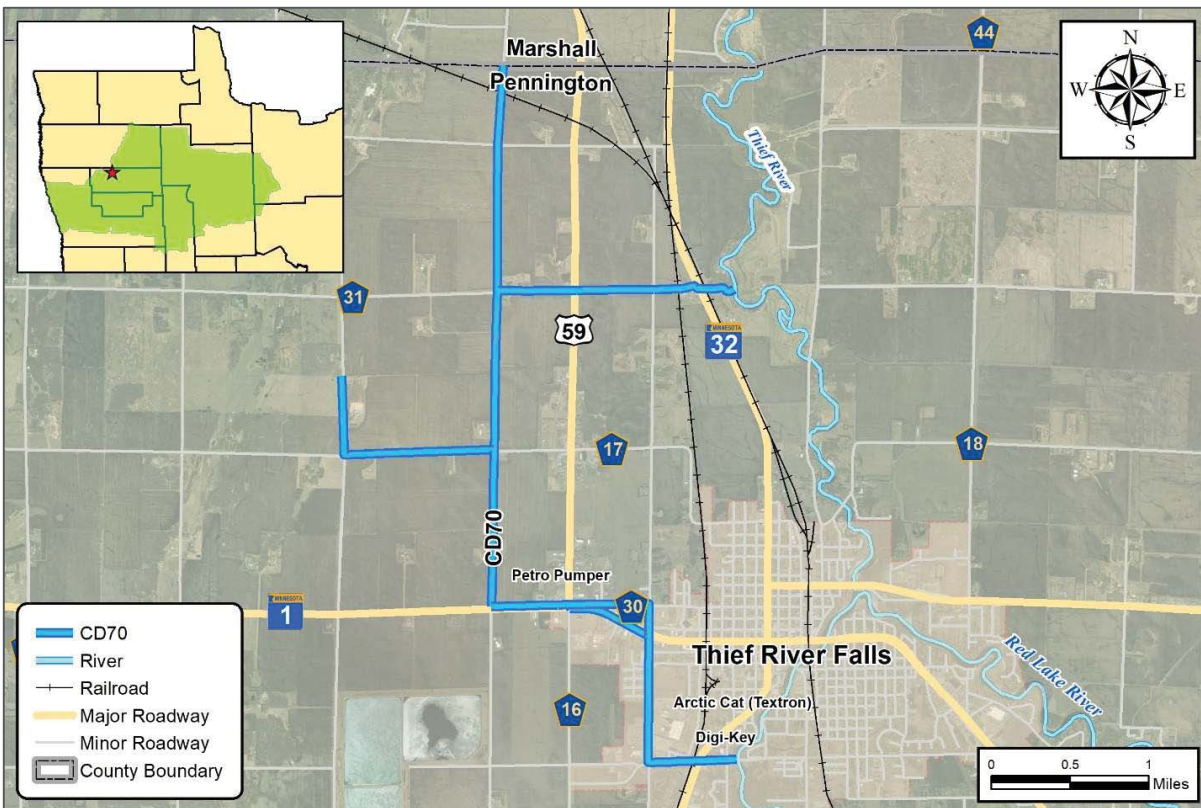 44
Marshall
Pennington
N
W
E
S
Thief River
31
59
MINNESOTA
32
17
18
CD70
Petro Pumper
MINNESOTA
1
30
Thief River Falls
Red Lake River
16
Arctic Cat (Textron)
Digi-Key
CD70
River
Railroad
Major Roadway
Minor Roadway
County Boundary
0 0.5 1
Miles